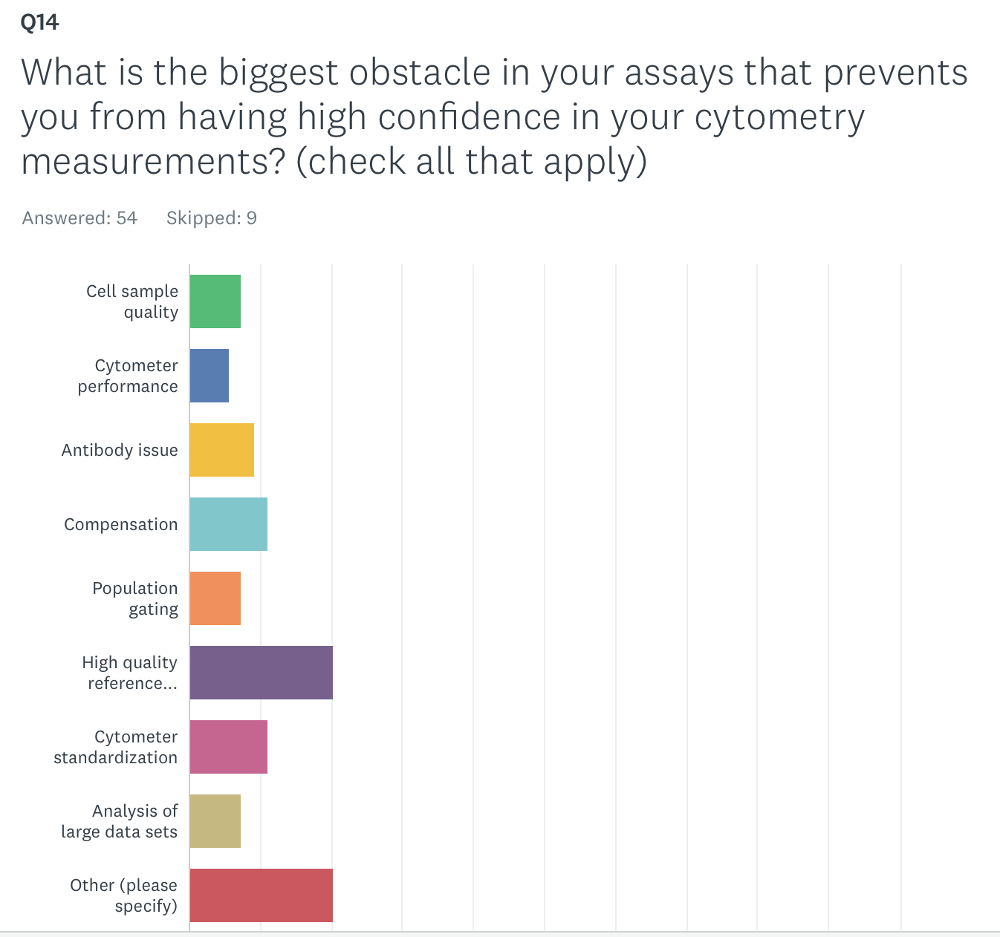 Q14
What is the biggest obstacle in your assays that prevents
you from having high confidence in your cytometry
measurements? (check all that apply)
Answered: 54 Skipped: 9
Cell sample
quality
Cytometer
performance
Antibody issue
Compensation
Population
gating
High quality
reference...
Cytometer
standardization
Analysis of
large data sets
Other (please
specify)